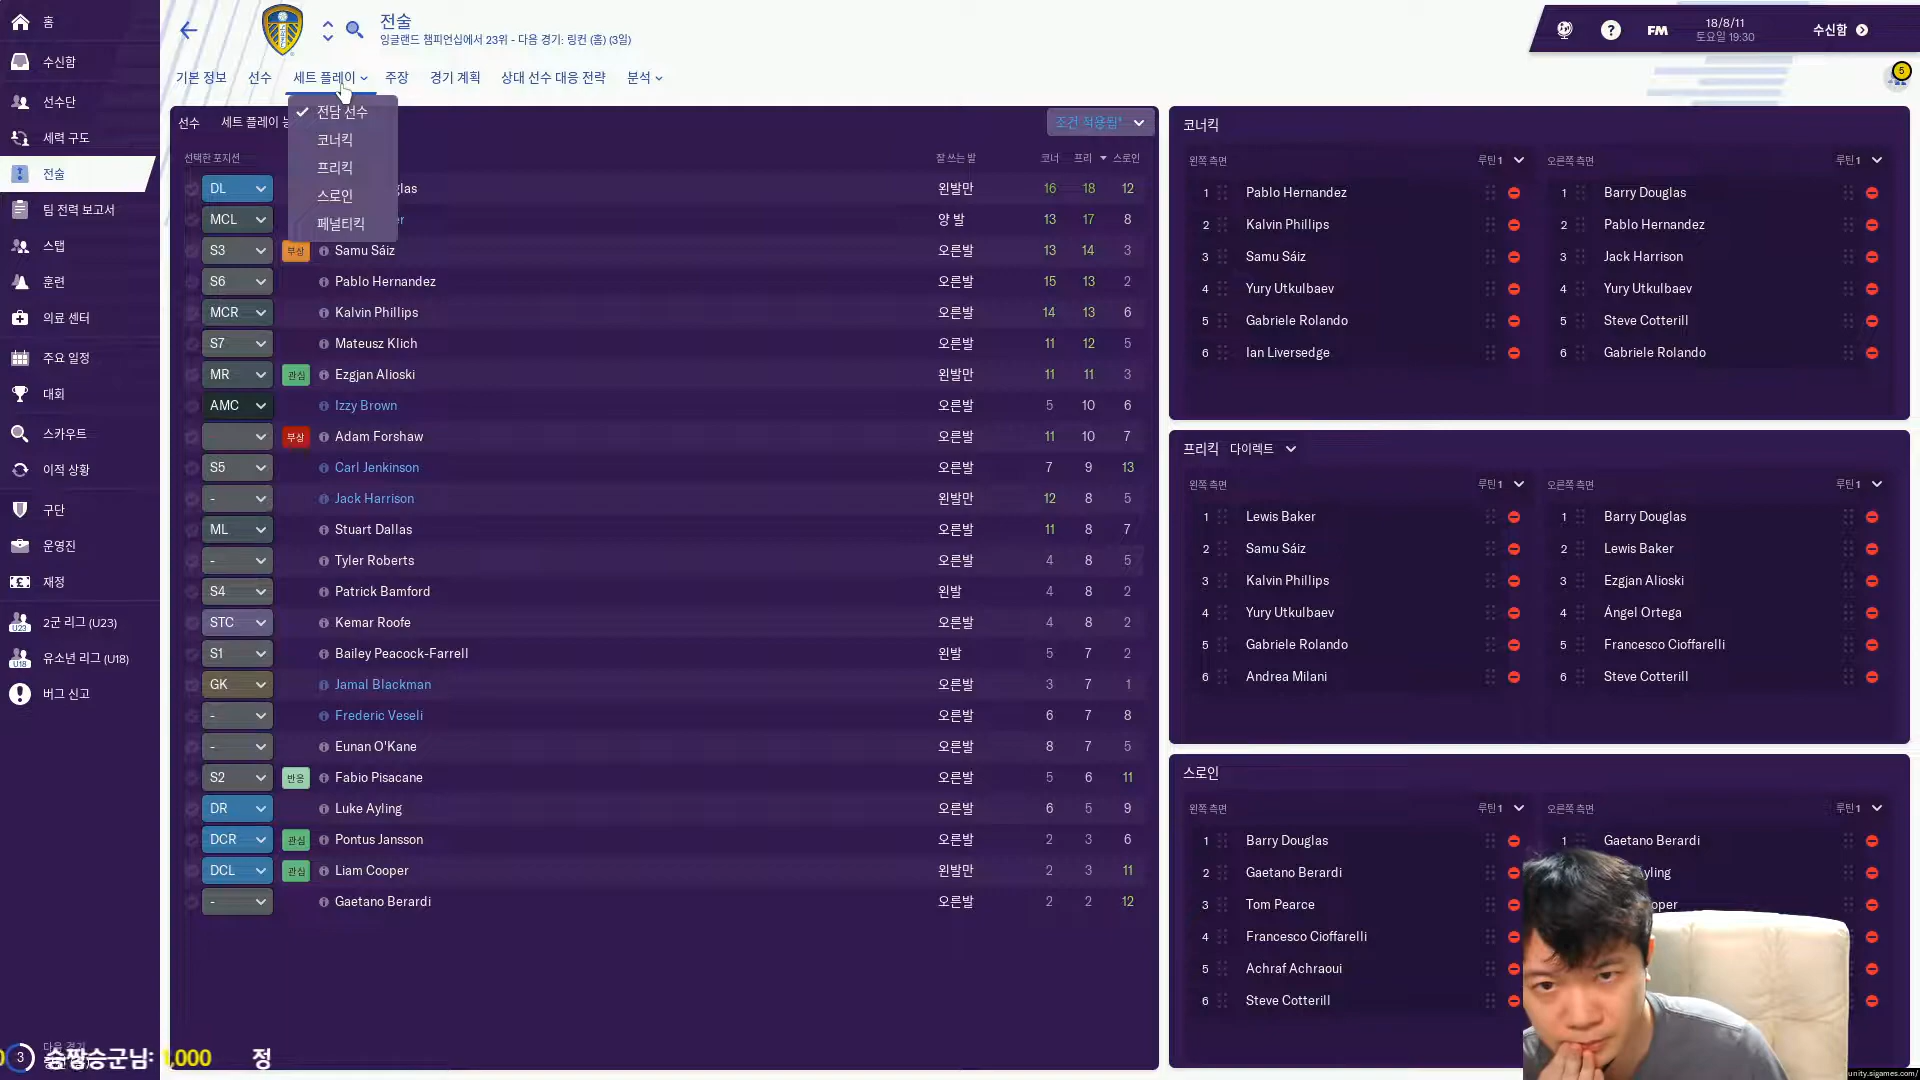 홈
수신함
선수단
세력 구도
전술
팀 전력 보고서
스탭
훈련
의료 센터
주요 일정
대회
스카우트
이적 상황
구단
운영진
재정
2군 리그 (U23)
유소년 리그 (U18)
버그 신고
전술
잉글랜드 챔피언십에서 23위 - 다음 경기: 링컨 (홈) (3일)
FM
18/8/11
토요일 19:30
수신함
5
기본 정보 선수 세트 플레이 주장 경기 계획 상대 선수 대응 전략 분석
전담 선수
코너킥
프리킥
스로인
페널티킥
선수 세트 플레이 조건 적용됨*
선택한 포지션 잘 쓰는 발 코너 프리 스로인
DL glas 왼발만 16 18 12
MCL 양 발 13 17 8
S3 부상 Samu Sáiz 오른발 13 14 3
S6 Pablo Hernandez 오른발 15 13 2
MCR Kalvin Phillips 오른발 14 13 6
S7 Mateusz Klich 오른발 11 12 5
MR 관심 Ezgjan Alioski 왼발만 11 11 3
AMC Izzy Brown 오른발 5 10 6
부상 Adam Forshaw 오른발 11 10 7
S5 Carl Jenkinson 오른발 7 9 13
- Jack Harrison 왼발만 12 8 5
ML Stuart Dallas 오른발 11 8 7
- Tyler Roberts 오른발 4 8 5
S4 Patrick Bamford 왼발 4 8 2
STC Kemar Roofe 오른발 4 8 2
S1 Bailey Peacock-Farrell 왼발 5 7 2
GK Jamal Blackman 오른발 3 7 1
- Frederic Veseli 오른발 6 7 8
- Eunan O'Kane 오른발 8 7 5
S2 반응 Fabio Pisacane 오른발 5 6 11
DR Luke Ayling 오른발 6 5 9
DCR 관심 Pontus Jansson 오른발 2 3 6
DCL 관심 Liam Cooper 왼발만 2 3 11
- Gaetano Berardi 오른발 2 2 12
코너킥
왼쪽 측면 루틴 1 오른쪽 측면 루틴 1
1 Pablo Hernandez 1 Barry Douglas
2 Kalvin Phillips 2 Pablo Hernandez
3 Samu Sáiz 3 Jack Harrison
4 Yury Utkulbaev 4 Yury Utkulbaev
5 Gabriele Rolando 5 Steve Cotterill
6 Ian Liversedge 6 Gabriele Rolando
프리킥 다이렉트
왼쪽 측면 루틴 1 오른쪽 측면 루틴 1
1 Lewis Baker 1 Barry Douglas
2 Samu Sáiz 2 Lewis Baker
3 Kalvin Phillips 3 Ezgjan Alioski
4 Yury Utkulbaev 4 Ángel Ortega
5 Gabriele Rolando 5 Francesco Cioffarelli
6 Andrea Milani 6 Steve Cotterill
스로인
왼쪽 측면 루틴 1 오른쪽 측면 루틴 1
1 Barry Douglas 1 Gaetano Berardi
2 Gaetano Berardi yling
3 Tom Pearce oper
4 Francesco Cioffarelli
5 Achraf Achraoui
6 Steve Cotterill
3 승짱승군님: 1,000 정
unity.sigames.com/